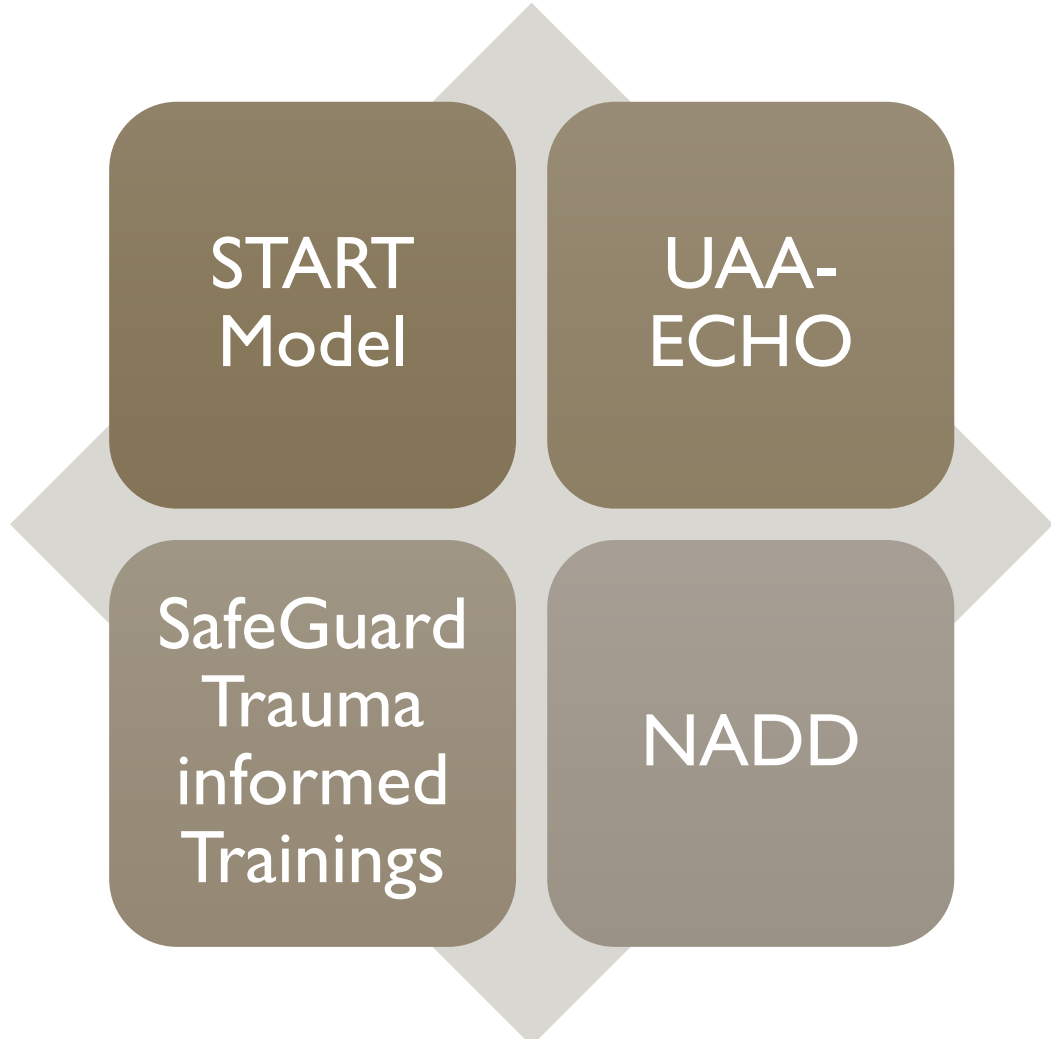 START
Model
UAA-
ECHO
SafeGuard
Trauma
informed
Trainings
NADD